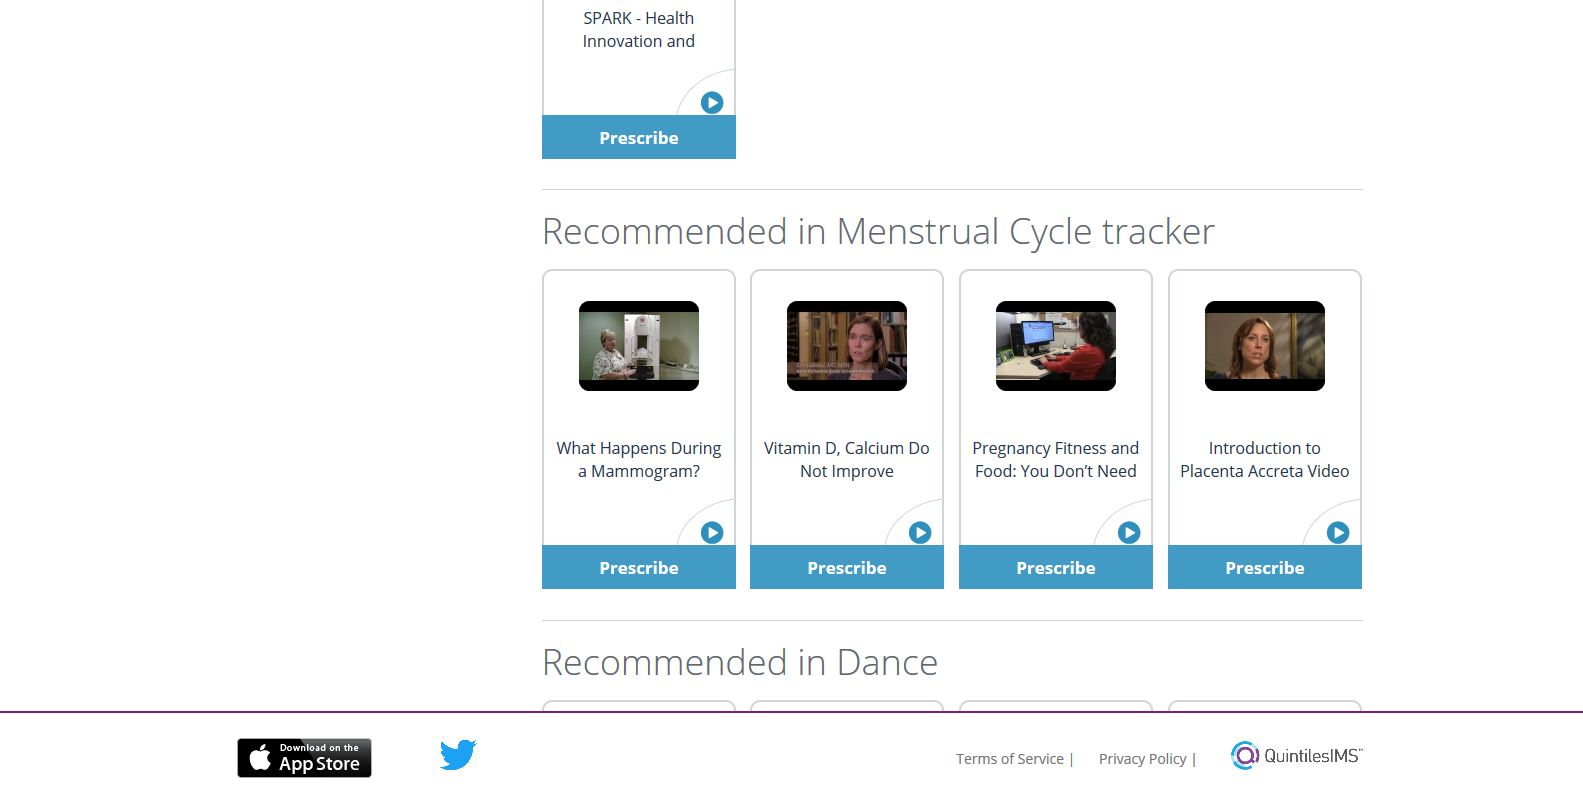 SPARK - Health
Innovation and
Prescribe
Recommended in Menstrual Cycle tracker
What Happens During
a Mammogram?
Prescribe
Vitamin D, Calcium Do
Not Improve
Prescribe
Pregnancy Fitness and
Food: You Don’t Need
Prescribe
Introduction to
Placenta Accreta Video
Prescribe
Recommended in Dance
Download on the
App Store
Terms of Service |
Privacy Policy |
QuintilesIMS™